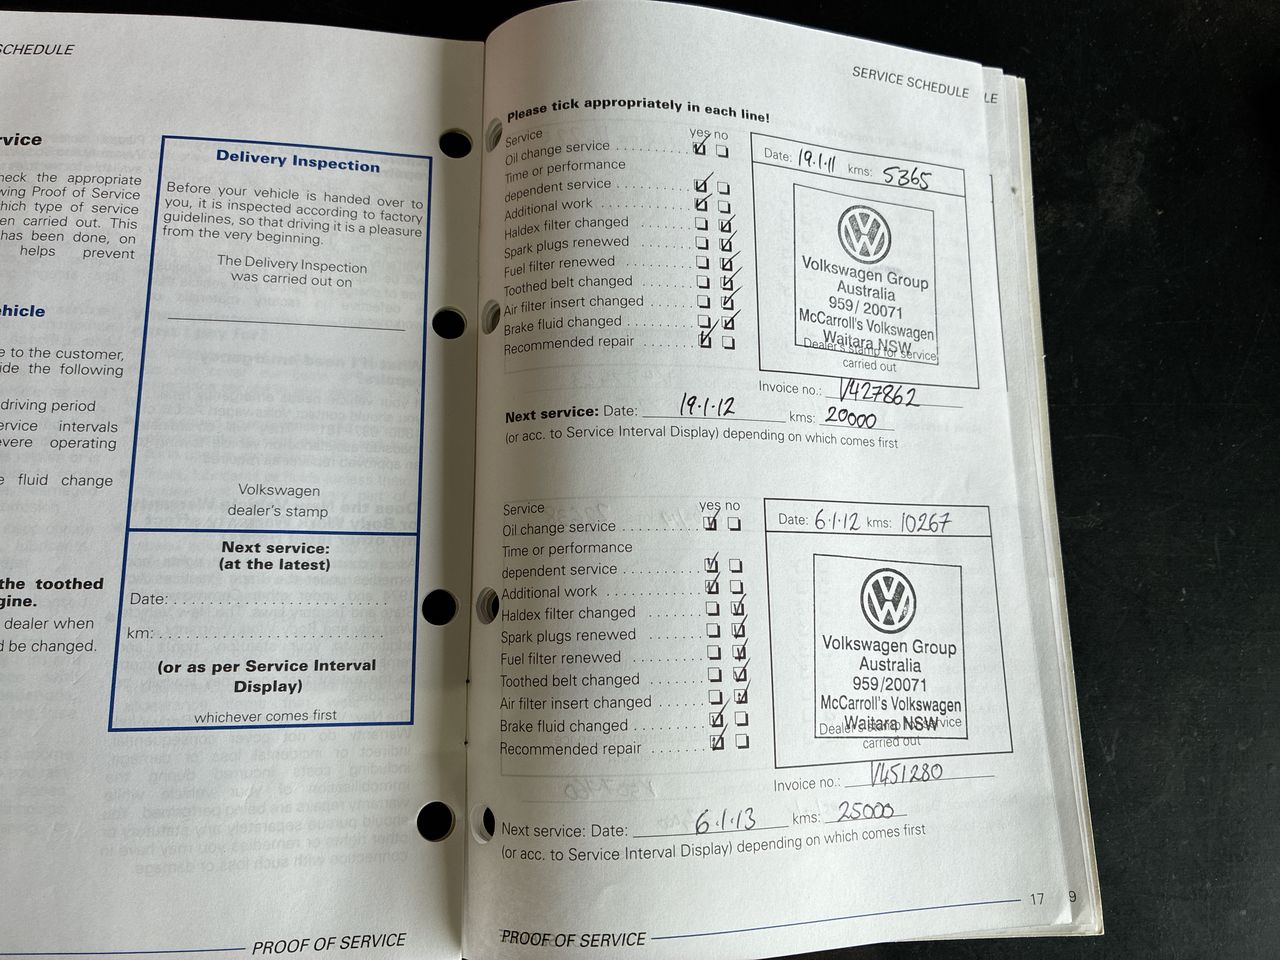 SCHEDULE
rvice
heck the appropriate
wing Proof of Service
hich type of service
en carried out. This
has been done, on
helps prevent
ehicle
e to the customer,
ide the following
driving period
ervice intervals
evere operating
e fluid change
the toothed
gine.
dealer when
d be changed.
Delivery Inspection
Before your vehicle is handed over to
you, it is inspected according to factory
guidelines, so that driving it is a pleasure
from the very beginning.
The Delivery Inspection
was carried out on
Volkswagen
dealer's stamp
Next service:
(at the latest)
Date:
km:
(or as per Service Interval
Display)
whichever comes first
PROOF OF SERVICE
SERVICE SCHEDULE
LE
Please tick appropriately in each line!
Service yes no
Oil change service
Time or performance
dependent service
Additional work
Haldex filter changed
Spark plugs renewed
Fuel filter renewed
Toothed belt changed
Air filter insert changed
Brake fluid changed
Recommended repair
Date: 19.1.11 kms: 5365
Volkswagen Group
Australia
959/ 20071
McCarroll's Volkswagen
Waitara NSW
Dealer's stamp for service
carried out
Invoice no.: V427862
Next service: Date: 19.1.12 kms: 20000
(or acc. to Service Interval Display) depending on which comes first
Service yes no
Oil change service
Time or performance
dependent service
Additional work
Haldex filter changed
Spark plugs renewed
Fuel filter renewed
Toothed belt changed
Air filter insert changed
Brake fluid changed
Recommended repair
Date: 6.1.12 kms: 10267
Volkswagen Group
Australia
959/20071
McCarroll's Volkswagen
Waitara NSW
Dealer's stamp for service
carried out
Invoice no.: V451280
Next service: Date: 6.1.13 kms: 25000
(or acc. to Service Interval Display) depending on which comes first
17 9
PROOF OF SERVICE